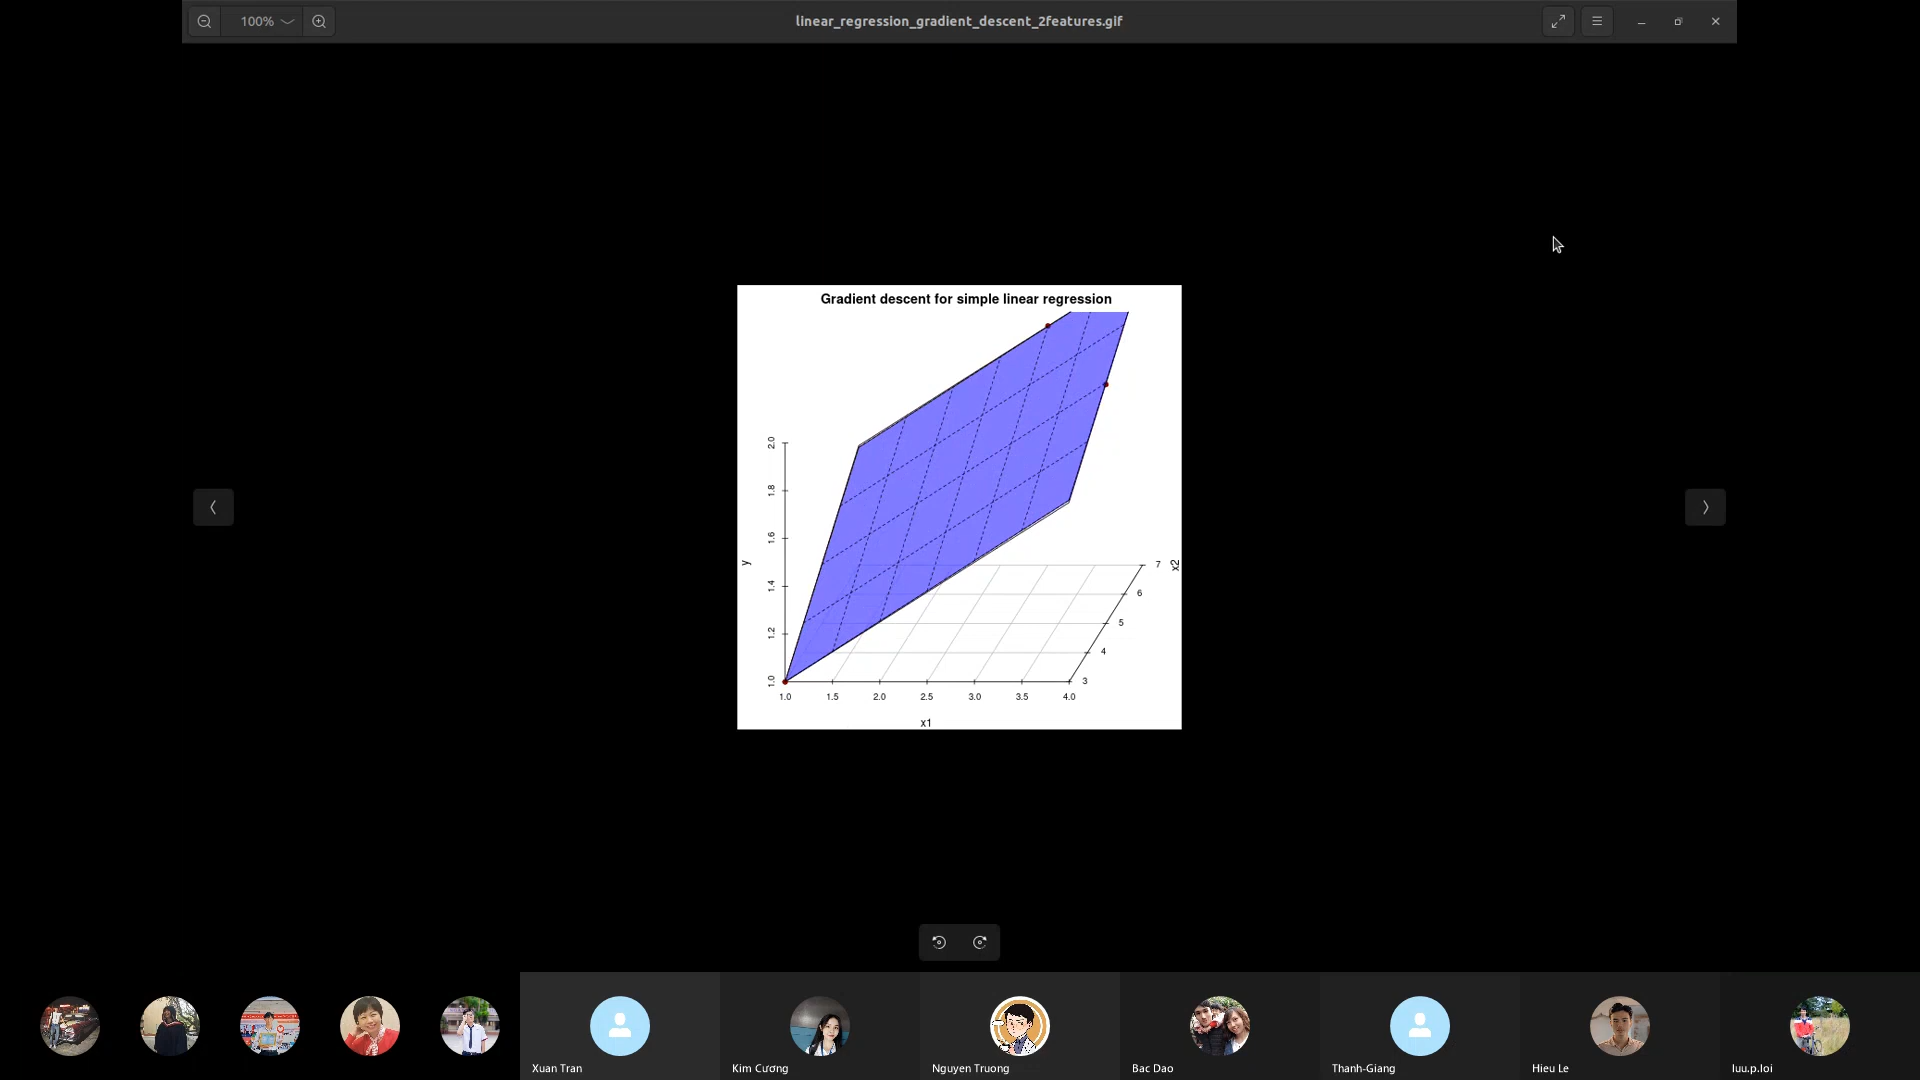 100%
linear_regression_gradient_descent_2features.gif
Gradient descent for simple linear regression
2.0
1.8
1.6
1.4
1.2
1.0
y
7
6
5
4
3
x2
1.0 1.5 2.0 2.5 3.0 3.5 4.0
x1
Xuan Tran
Kim Cương
Nguyen Truong
Bac Dao
Thanh-Giang
Hieu Le
luu.p.loi